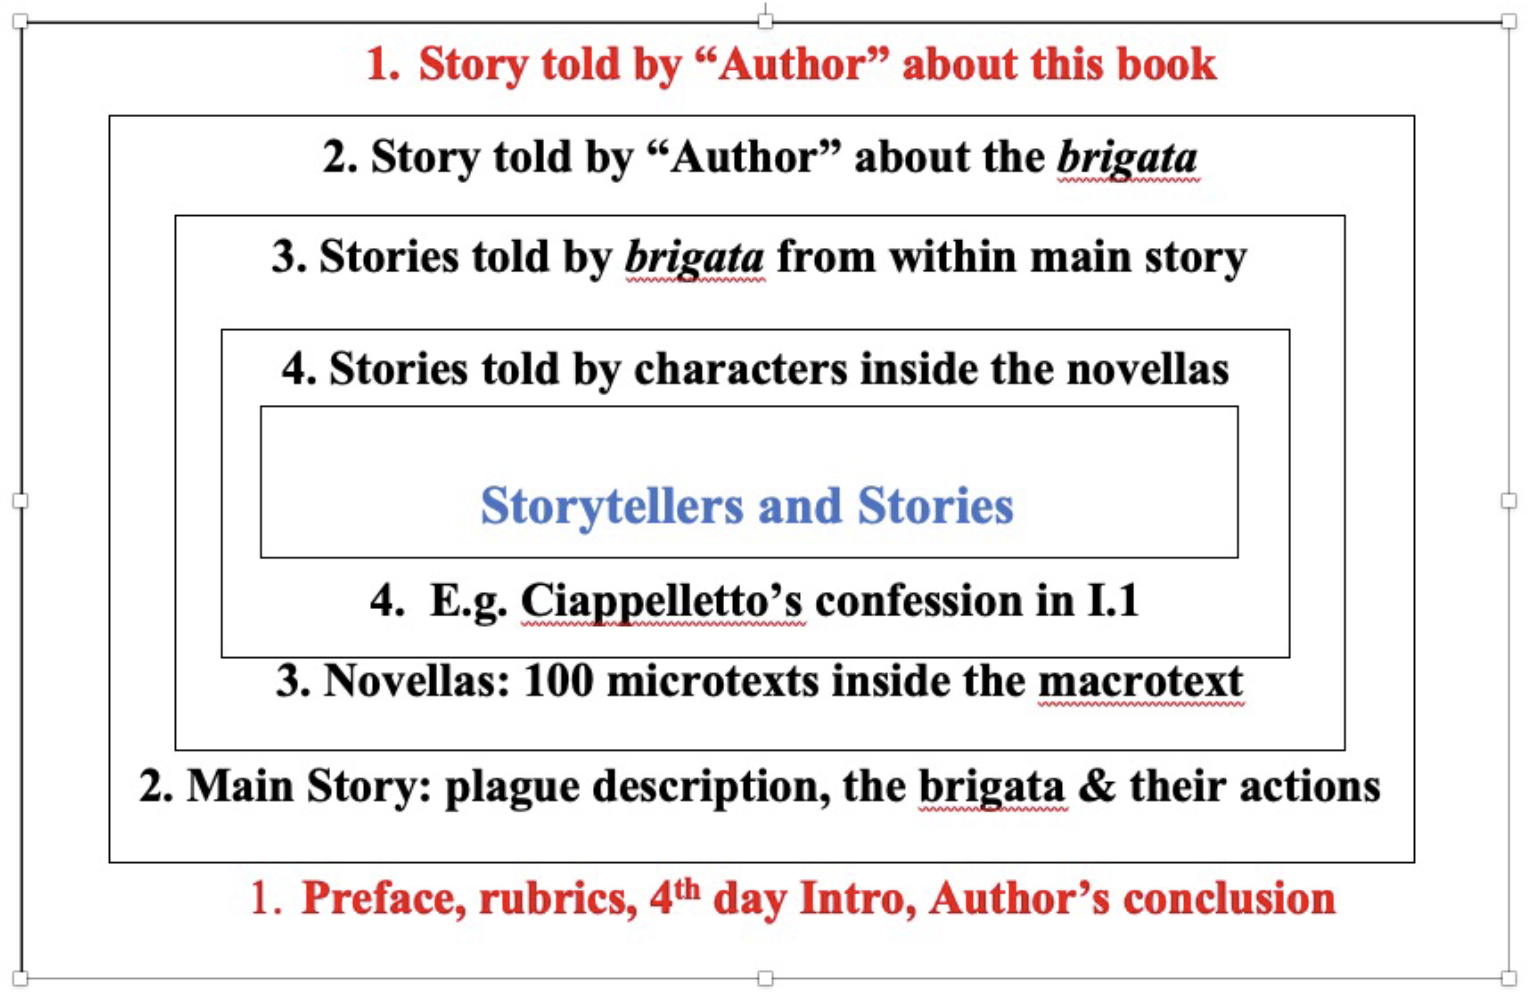 1. Story told by “Author” about this book
2. Story told by “Author” about the brigata
3. Stories told by brigata from within main story
4. Stories told by characters inside the novellas
Storytellers and Stories
4. E.g. Ciappelletto’s confession in I.1
3. Novellas: 100 microtexts inside the macrotext
2. Main Story: plague description, the brigata & their actions
1. Preface, rubrics, 4th day Intro, Author’s conclusion